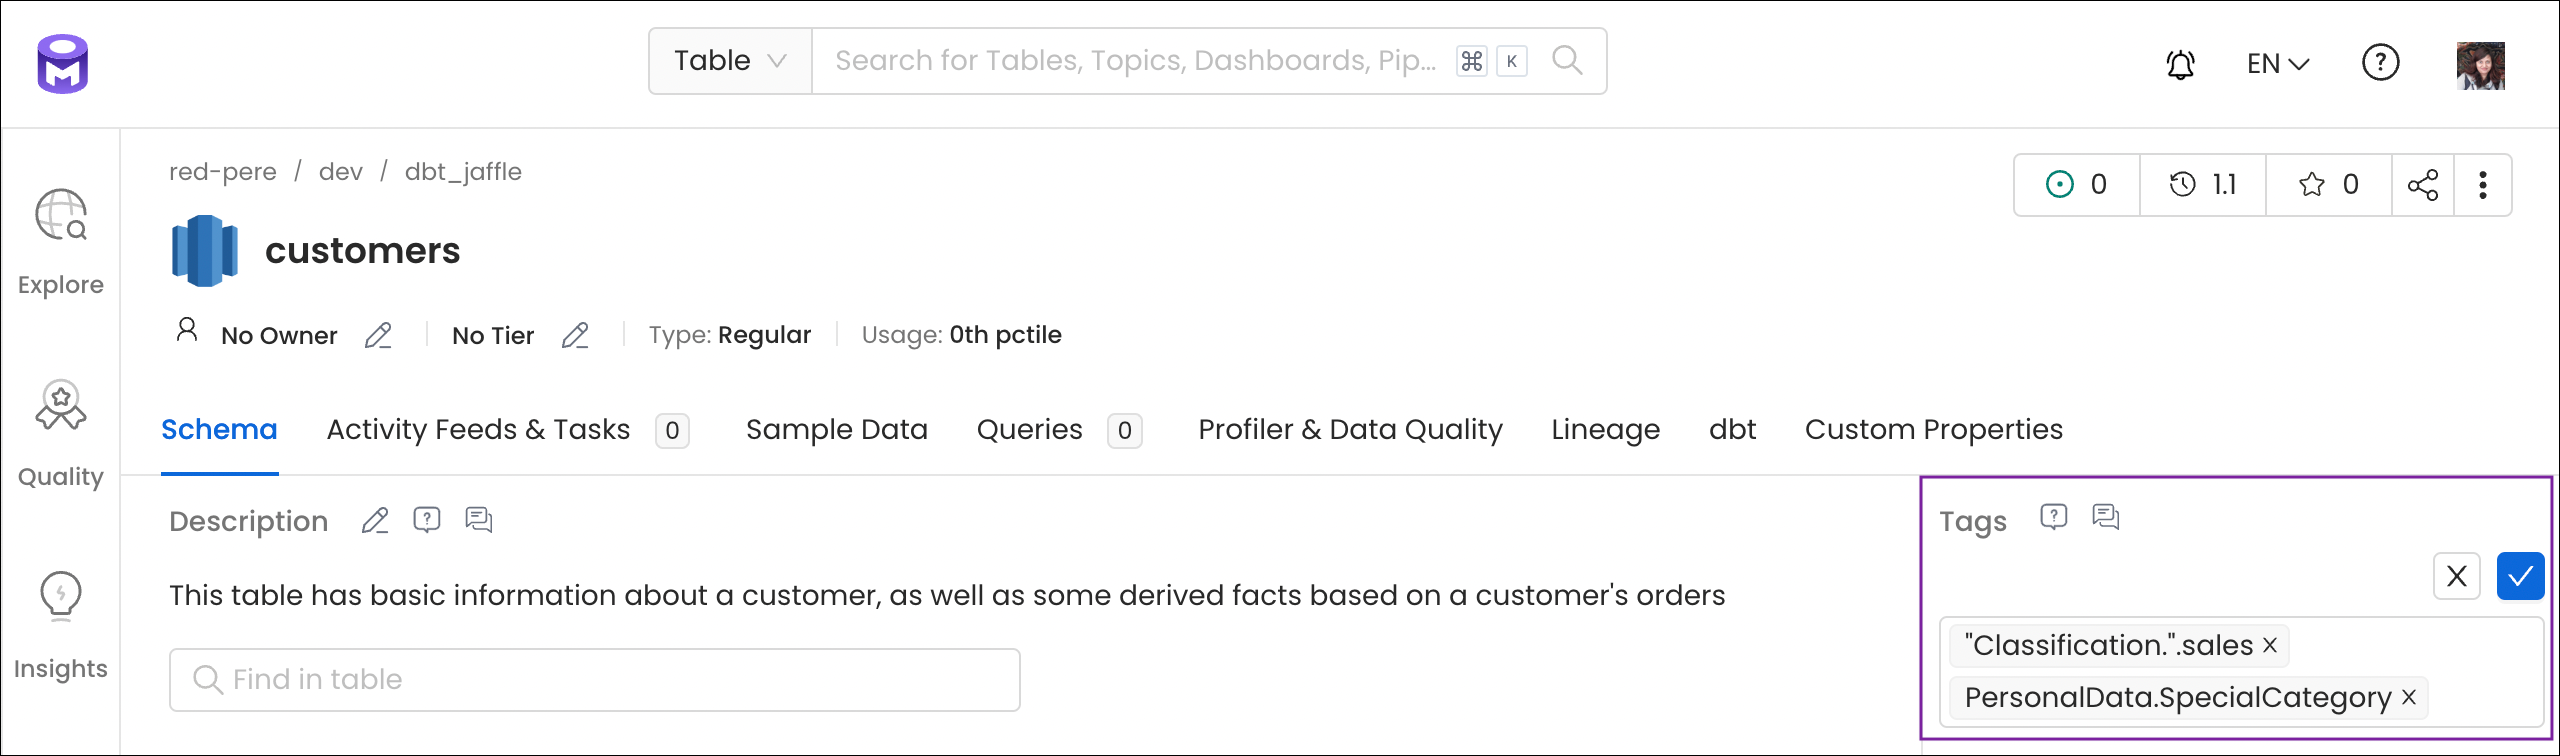 Table
Search for Tables, Topics, Dashboards, Pip... ⌘ K
EN
?
red-pere / dev / dbt_jaffle
0
1.1
0
customers
Explore
No Owner
No Tier
Type: Regular
Usage: 0th pctile
Schema
Activity Feeds & Tasks 0
Sample Data
Queries 0
Profiler & Data Quality
Lineage
dbt
Custom Properties
Quality
Description
Tags
This table has basic information about a customer, as well as some derived facts based on a customer's orders
"Classification.".sales
Find in table
PersonalData.SpecialCategory
Insights